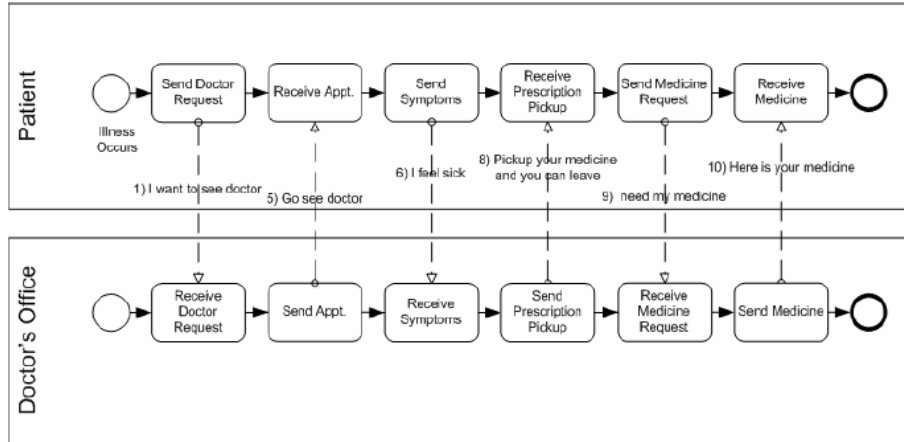 Patient
Send Doctor
Request
Receive Appt.
Send
Symptoms
Receive
Prescription
Pickup
Send Medicine
Request
Receive
Medicine
Illness
Occurs
1) I want to see doctor
5) Go see doctor
6) I feel sick
8) Pickup your medicine
and you can leave
9) need my medicine
10) Here is your medicine
Doctor's Office
Receive
Doctor
Request
Send Appt.
Receive
Symptoms
Send
Prescription
Pickup
Receive
Medicine
Request
Send Medicine